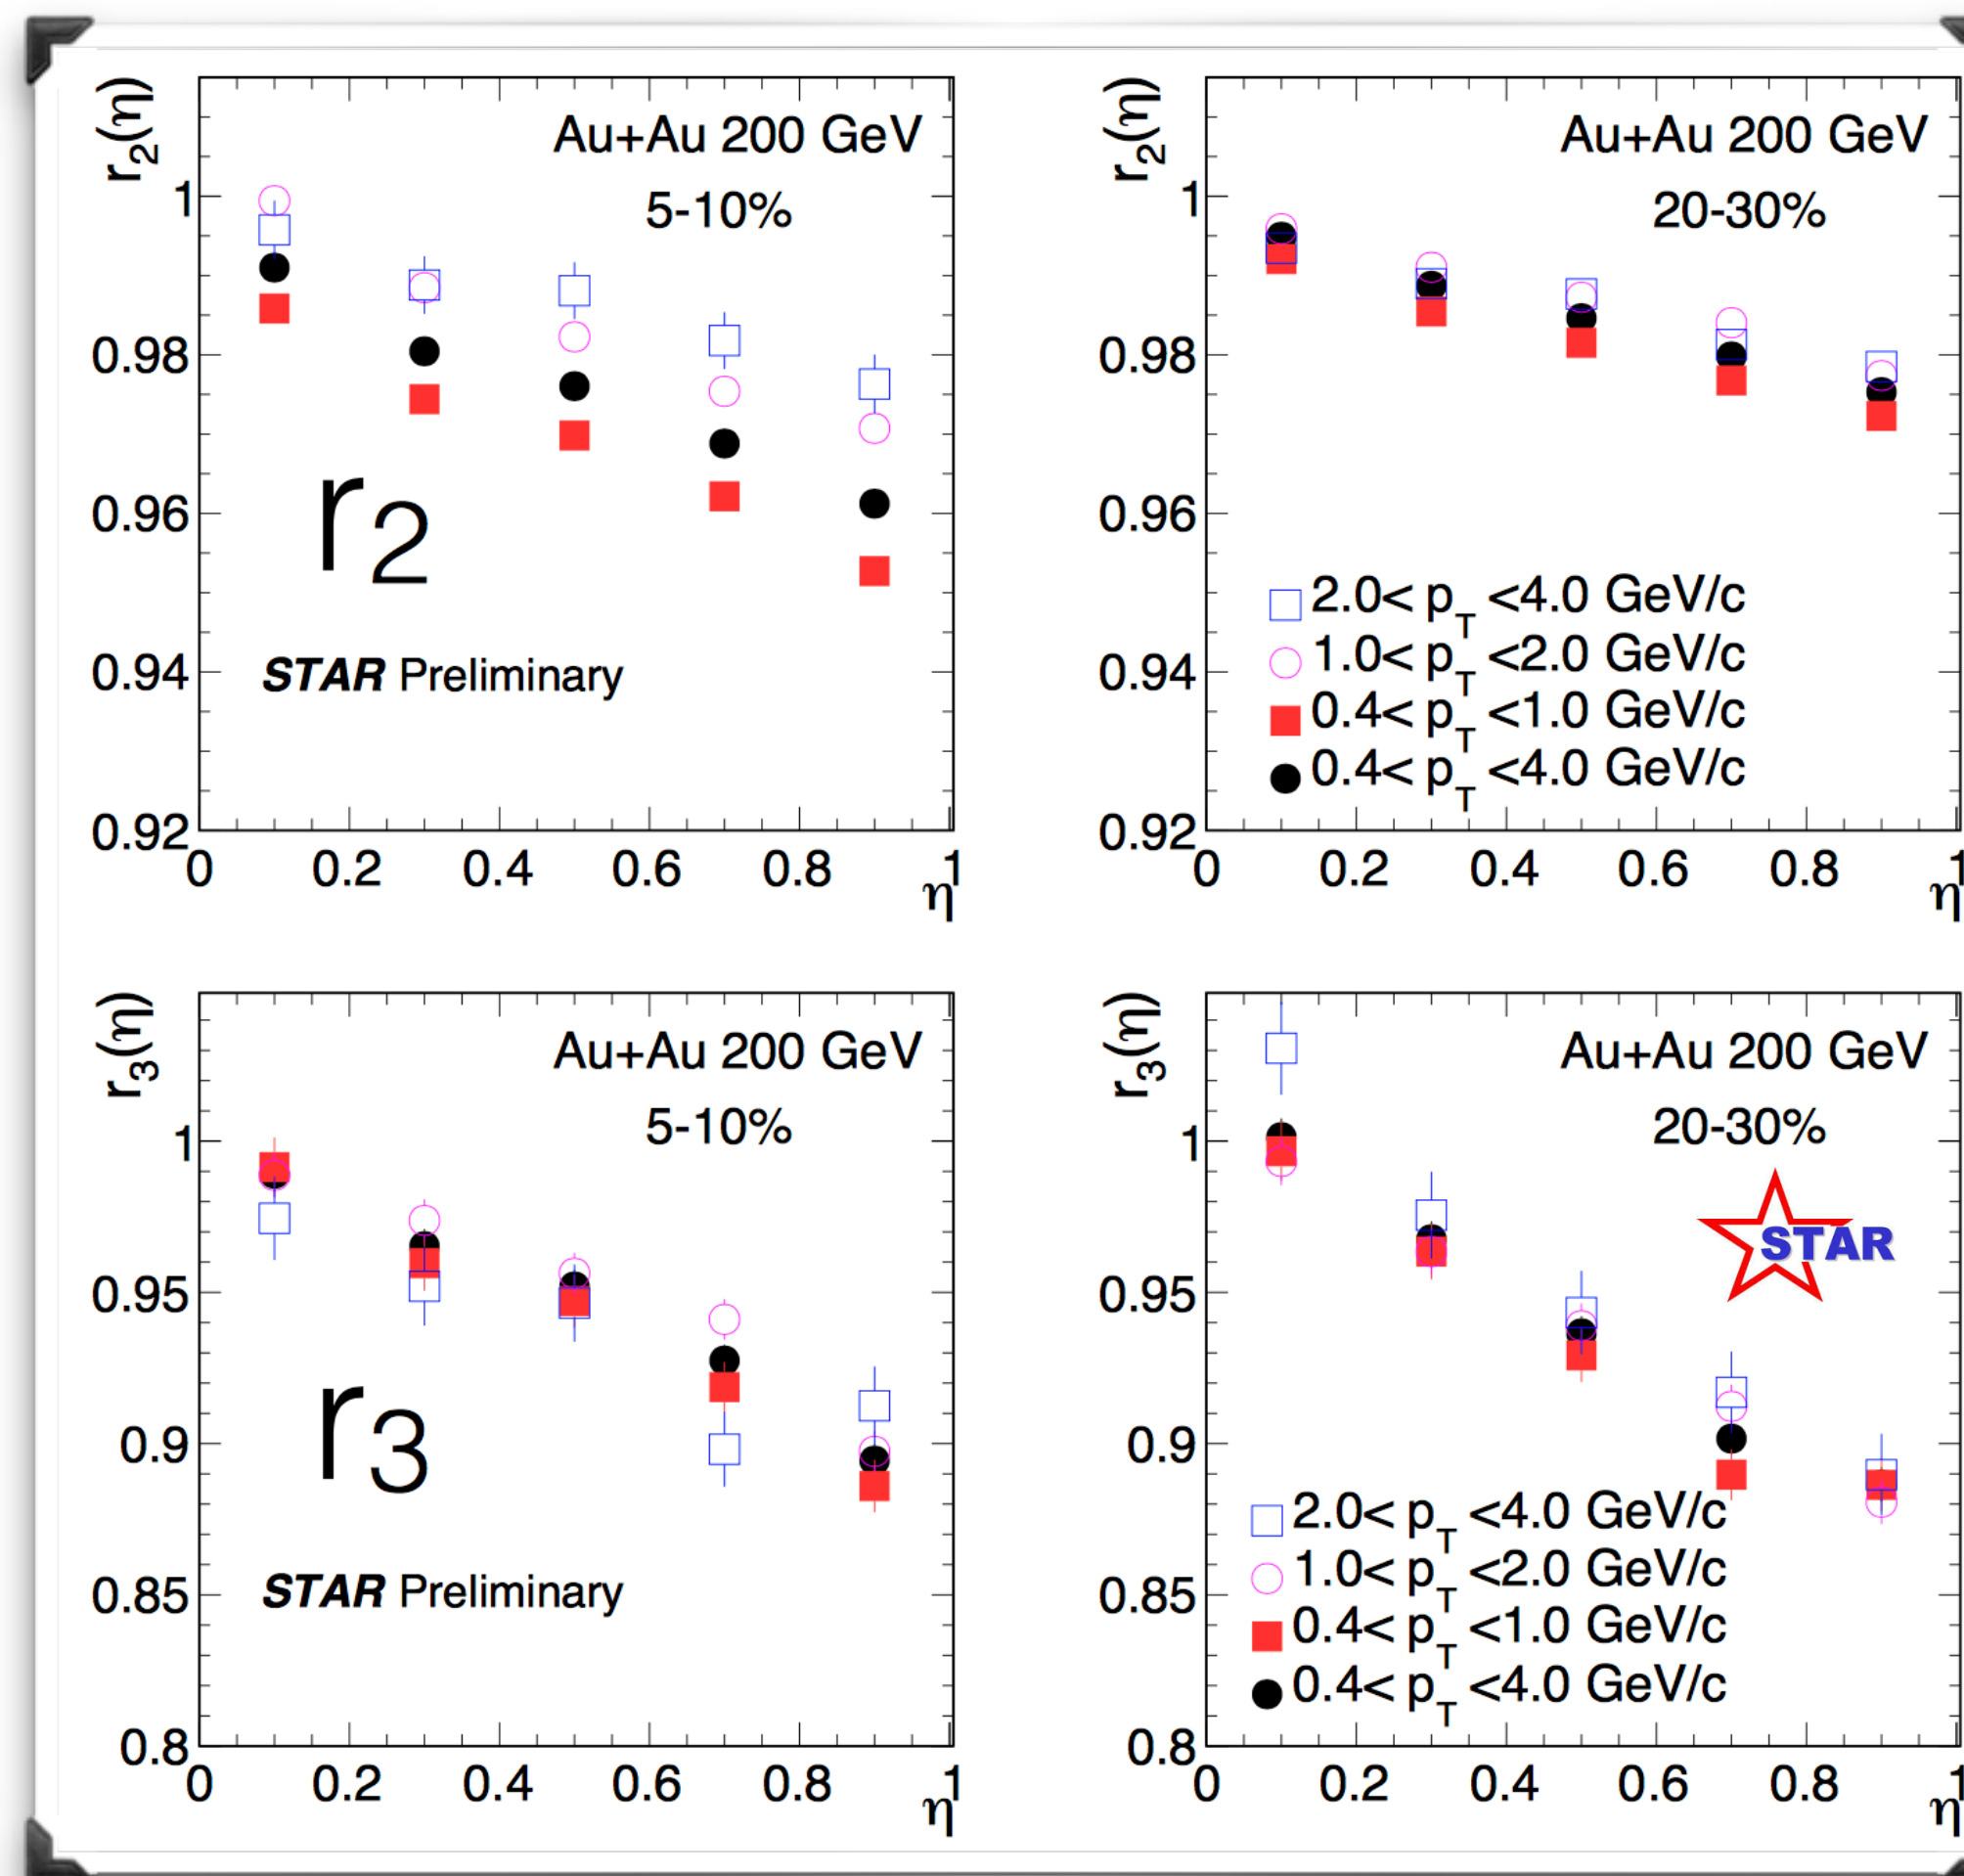 r2(η)
Au+Au 200 GeV
5-10%
1
0.98
0.96
0.94
0.92
r2
STAR Preliminary
0 0.2 0.4 0.6 0.8 1
η
r2(η)
Au+Au 200 GeV
20-30%
1
0.98
0.96
0.94
0.92
2.0< pT <4.0 GeV/c
1.0< pT <2.0 GeV/c
0.4< pT <1.0 GeV/c
0.4< pT <4.0 GeV/c
0 0.2 0.4 0.6 0.8 1
η
r3(η)
Au+Au 200 GeV
5-10%
1
0.95
0.9
0.85
0.8
r3
STAR Preliminary
0 0.2 0.4 0.6 0.8 1
η
r3(η)
Au+Au 200 GeV
20-30%
STAR
1
0.95
0.9
0.85
0.8
2.0< pT <4.0 GeV/c
1.0< pT <2.0 GeV/c
0.4< pT <1.0 GeV/c
0.4< pT <4.0 GeV/c
0 0.2 0.4 0.6 0.8 1
η